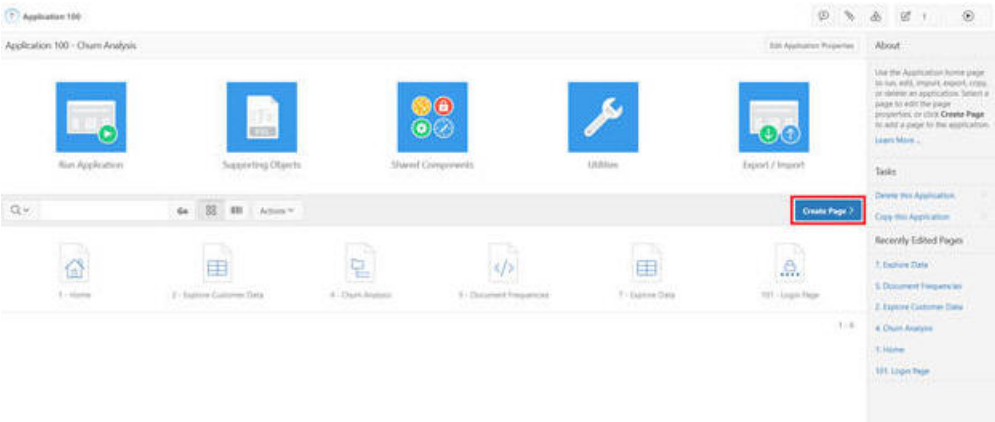 Application 100
1
Application 100 - Churn Analysis
Edit Application Properties
About
Use the Application home page
to run, edit, import, export, copy,
or delete an application. Select a
page to edit the page
properties, or click Create Page
to add a page to the application.
Learn More ..
Run Application
Supporting Objects
Shared Components
Utilities
Export / Import
Tasks
Delete this Application
Copy this Application
Go
Actions
Create Page
Recently Edited Pages
7. Explore Data
5. Document Frequencies
2. Explore Customer Data
4. Churn Analysis
1. Home
101. Login Page
1 - Home
2 - Explore Customer Data
4 - Churn Analysis
5 - Document Frequencies
7 - Explore Data
101 - Login Page
1 - 6